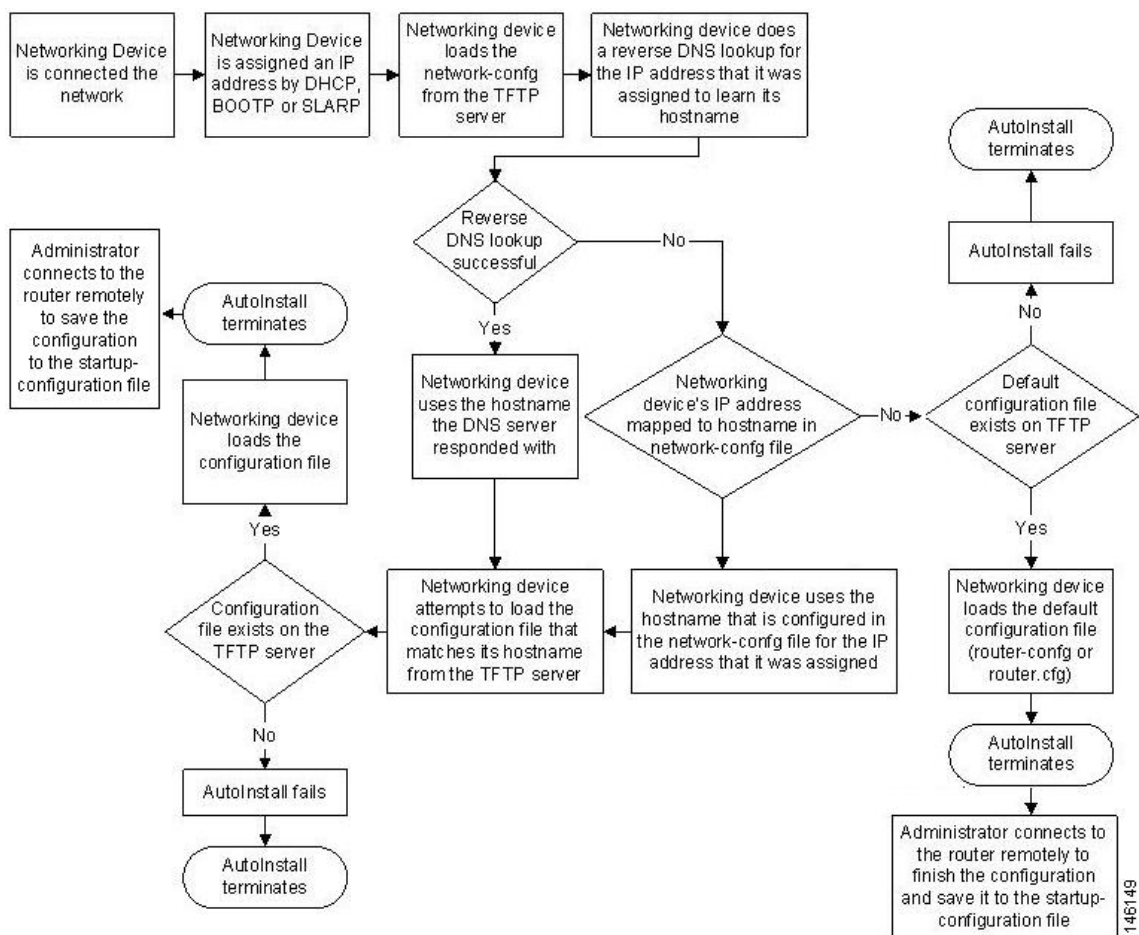 Networking Device
is connected the
network
Networking Device
is assigned an IP
address by DHCP,
BOOTP or SLARP
Networking device
loads the
network-confg
from the TFTP
server
Networking device does
a reverse DNS lookup for
the IP address that it was
assigned to learn its
hostname
AutoInstall
terminates
Reverse
DNS lookup
successful
No
AutoInstall fails
Administrator
connects to the
router remotely
to save the
configuration
to the startup-
configuration file
AutoInstall
terminates
Yes
No
Networking device
loads the
configuration file
Networking device
uses the hostname
the DNS server
responded with
Networking
device's IP address
mapped to hostname in
network-confg file
No
Default
configuration file
exists on TFTP
server
Yes
Yes
Configuration
file exists on the
TFTP server
Networking device
attempts to load the
configuration file that
matches its hostname
from the TFTP server
Networking device uses the
hostname that is configured in
the network-confg file for the IP
address that it was assigned
Networking device
loads the default
configuration file
(router-confg or
router.cfg)
No
AutoInstall
terminates
AutoInstall fails
AutoInstall
terminates
Administrator connects to
the router remotely to
finish the configuration
and save it to the startup-
configuration file
146149